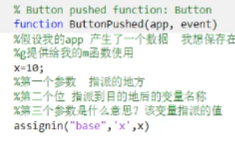 % Button pushed function: Button
function ButtonPushed(app, event)
%假设我的app 产生了一个数据 我想保存在
%g提供给我的m函数使用
x=10;
%第一个参数 指派的地方
%第二个位 指派到目的地后的变量名称
%第三个参数是什么意思？该变量指派的值
assignin("base",'x',x)